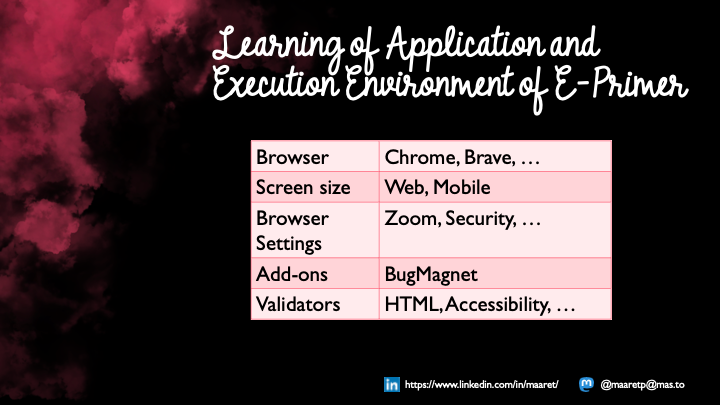 Learning of Application and
Execution Environment of E-Primer
Browser Chrome, Brave, …
Screen size Web, Mobile
Browser Zoom, Security, …
Settings
Add-ons BugMagnet
Validators HTML, Accessibility, …
in https://www.linkedin.com/in/maaret/ m @maaretp@mas.to